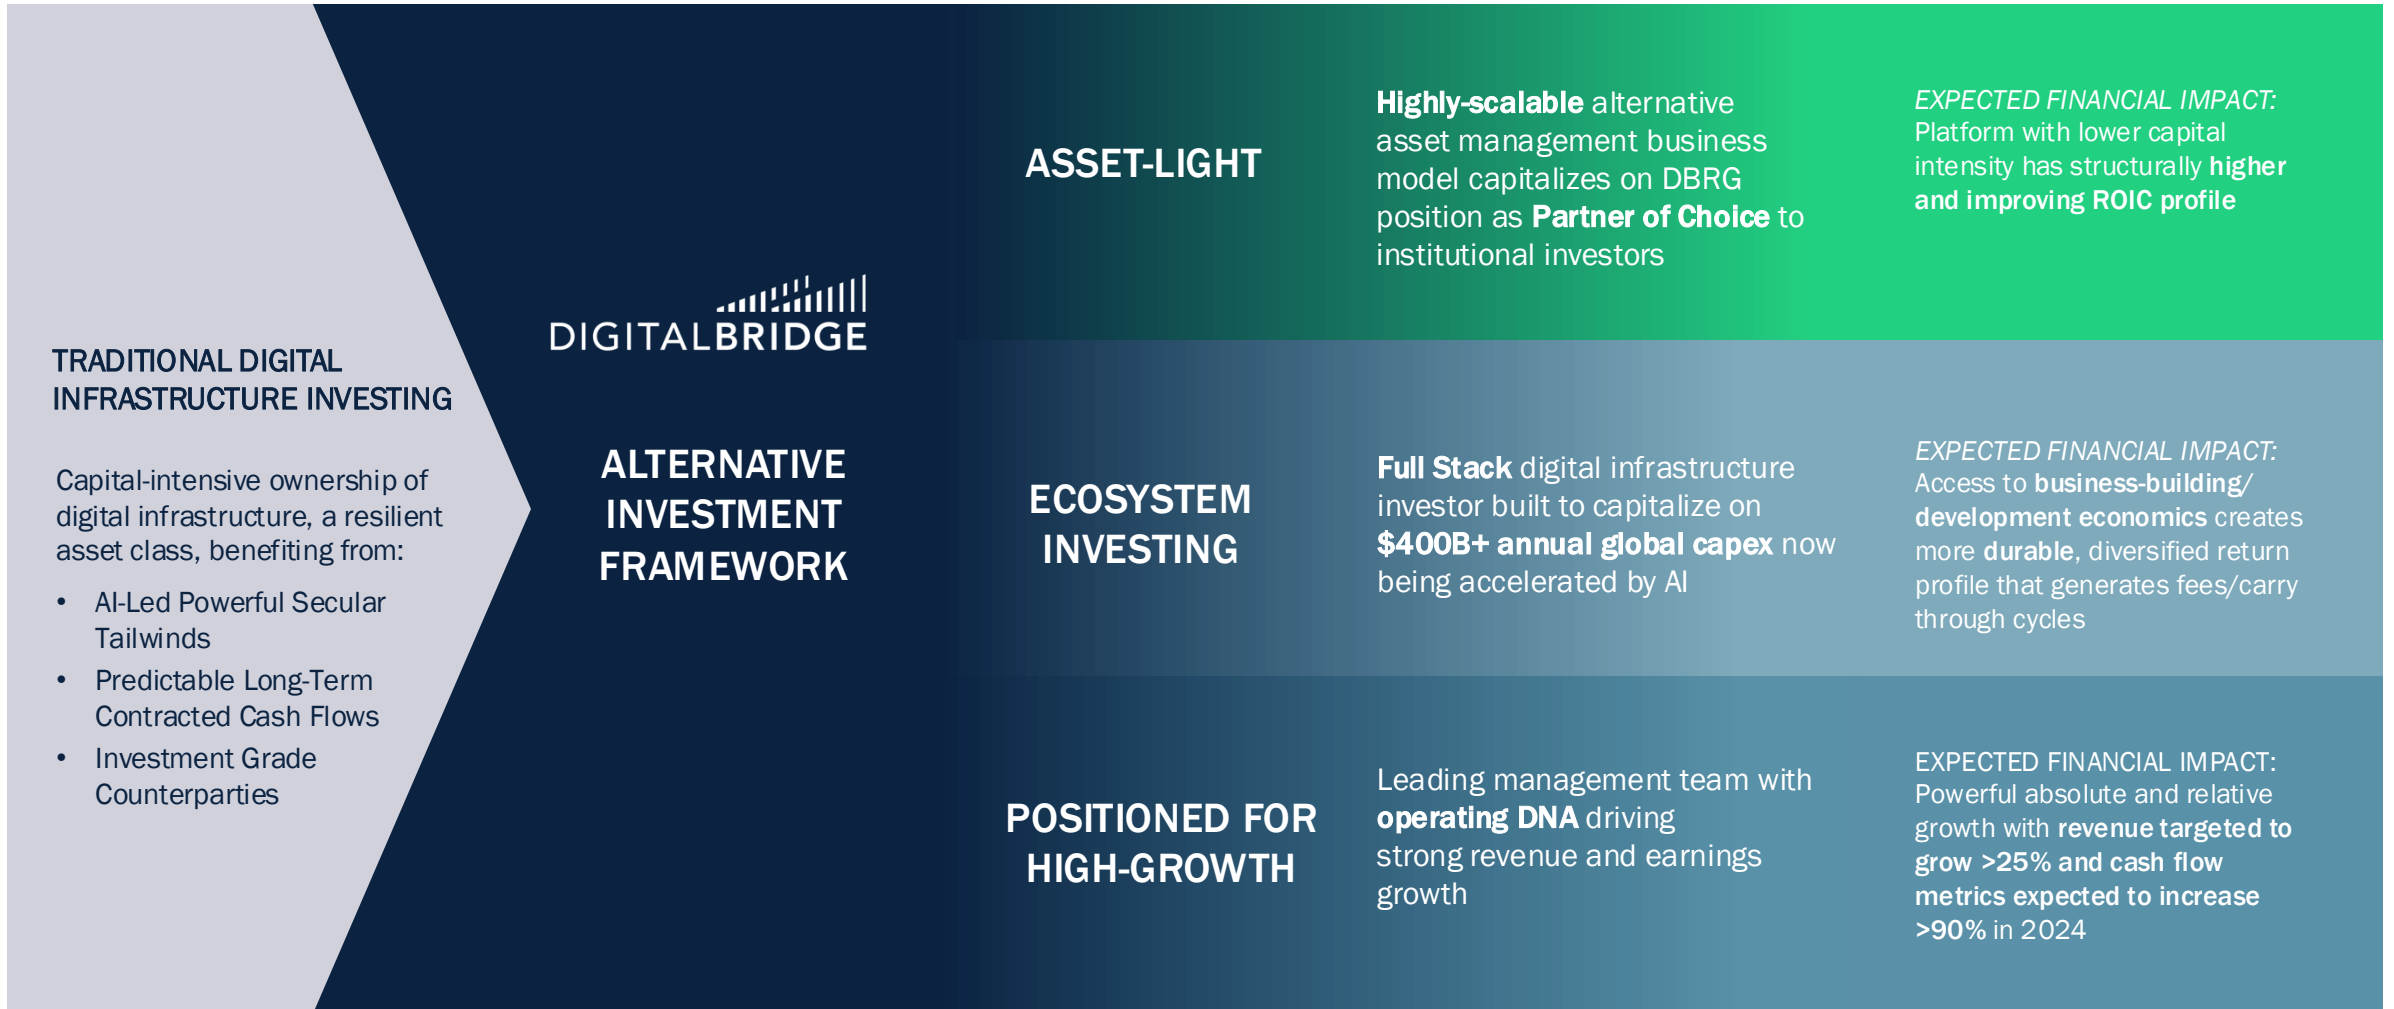 TRADITIONAL DIGITAL
INFRASTRUCTURE INVESTING
Capital-intensive ownership of
digital infrastructure, a resilient
asset class, benefiting from:
• AI-Led Powerful Secular
Tailwinds
• Predictable Long-Term
Contracted Cash Flows
• Investment Grade
Counterparties
DIGITALBRIDGE
ALTERNATIVE
INVESTMENT
FRAMEWORK
ASSET-LIGHT
Highly-scalable alternative
asset management business
model capitalizes on DBRG
position as Partner of Choice to
institutional investors
EXPECTED FINANCIAL IMPACT:
Platform with lower capital
intensity has structurally higher
and improving ROIC profile
ECOSYSTEM
INVESTING
Full Stack digital infrastructure
investor built to capitalize on
$400B+ annual global capex now
being accelerated by AI
EXPECTED FINANCIAL IMPACT:
Access to business-building/
development economics creates
more durable, diversified return
profile that generates fees/carry
through cycles
POSITIONED FOR
HIGH-GROWTH
Leading management team with
operating DNA driving
strong revenue and earnings
growth
EXPECTED FINANCIAL IMPACT:
Powerful absolute and relative
growth with revenue targeted to
grow >25% and cash flow
metrics expected to increase
>90% in 2024